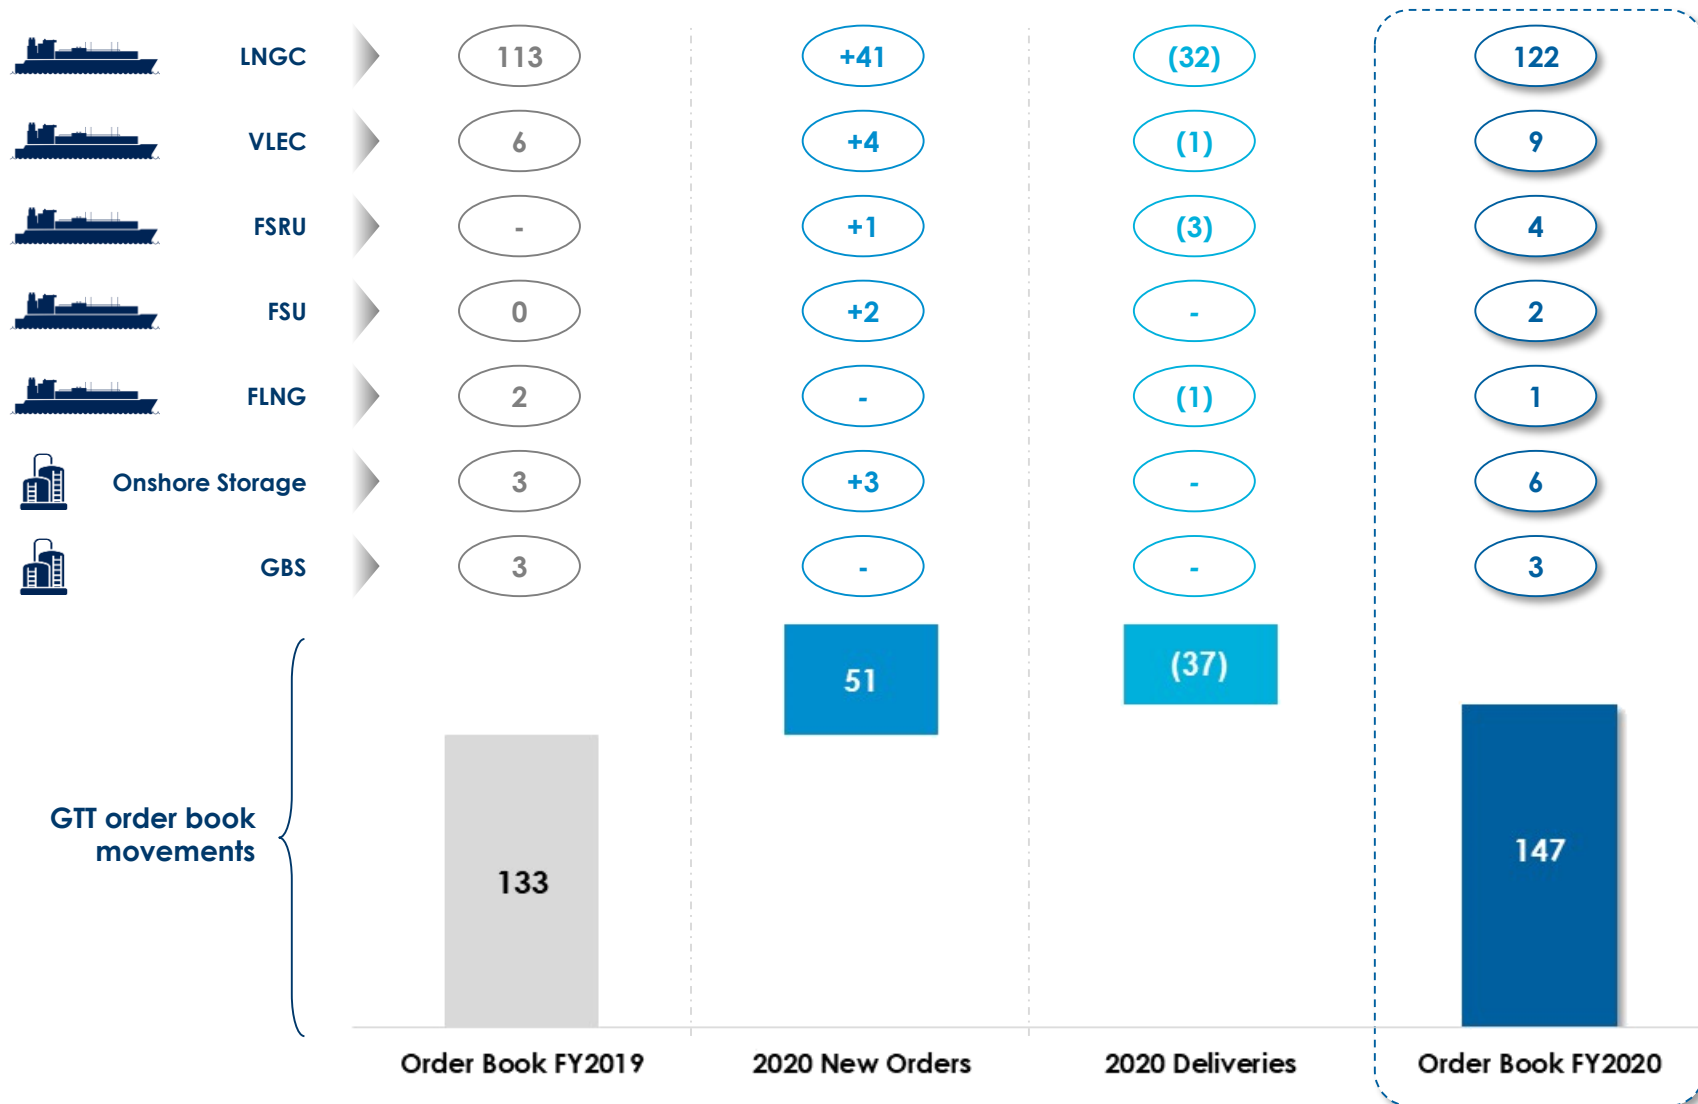 LNGC 113 +41 (32) 122
VLEC 6 +4 (1) 9
FSRU - +1 (3) 4
FSU 0 +2 - 2
FLNG 2 - (1) 1
Onshore Storage 3 +3 - 6
GBS 3 - - 3
51 (37)
GTT order book
movements
133 147
Order Book FY2019 2020 New Orders 2020 Deliveries Order Book FY2020